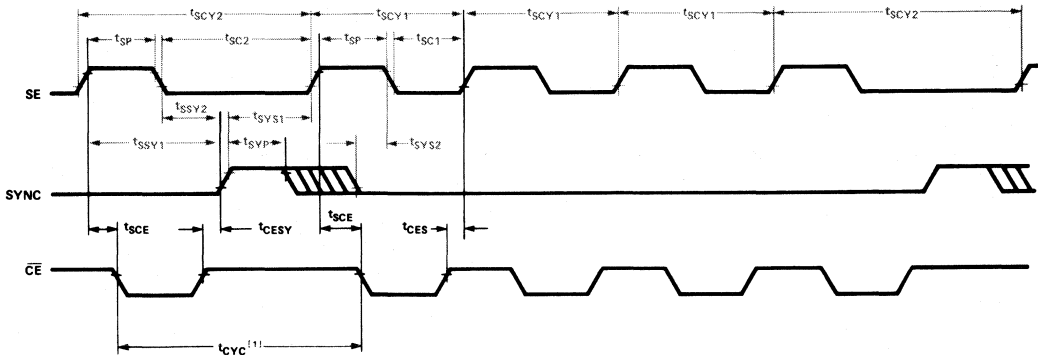 tSCY2 tSCY1 tSCY1 tSCY1 tSCY2
tSP tSC2 tSP tSC1
SE
tSSY2 tSYS1
tSSY1 tSYP tSYS2
SYNC
tSCE tCESY tSCE tCES
CE
tCYC[1]